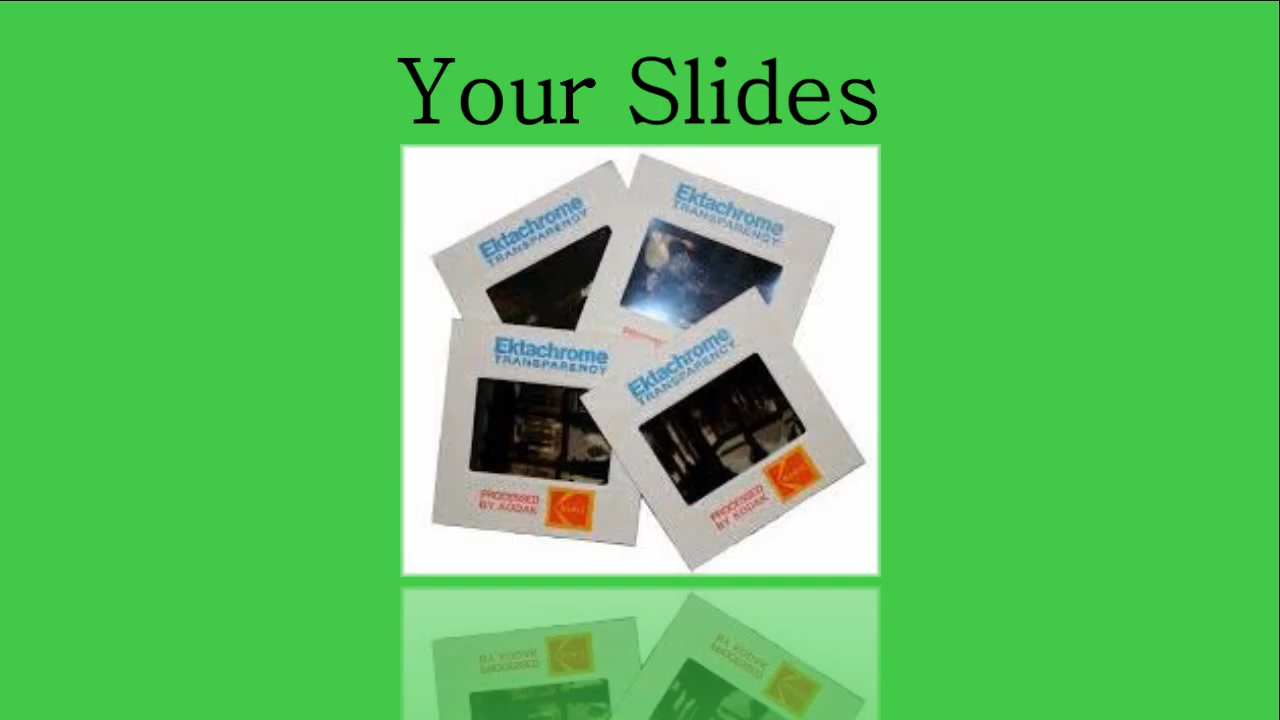 Your Slides
Ektachrome
TRANSPARENCY
Ektachrome
TRANSPARENCY
Ektachrome
TRANSPARENCY
PROCESSED
BY KODAK
Ektachrome
TRANSPARENCY
PROCESSED
BY KODAK